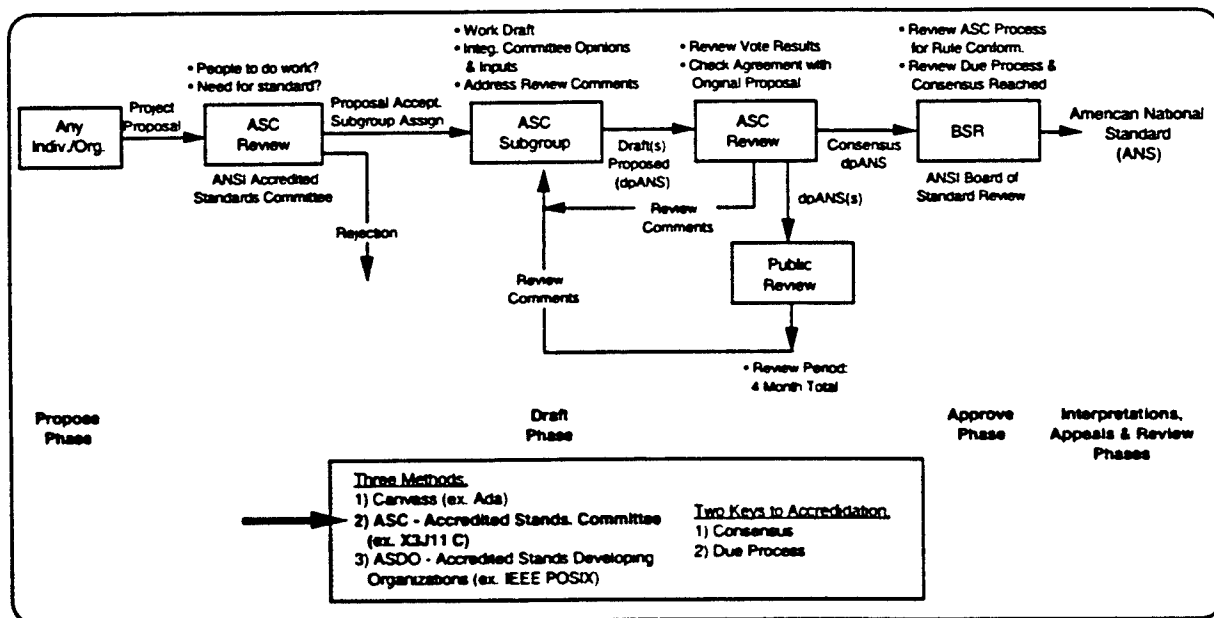 • People to do work?
• Need for standard?
• Work Draft
• Integ. Committee Opinions
& Inputs
• Address Review Comments
• Review Vote Results
• Check Agreement with
Original Proposal
• Review ASC Process
for Rule Conform.
• Review Due Process &
Consensus Reached
Any
Indiv./Org.
Project
Proposal
ASC
Review
ANSI Accredited
Standards Committee
Proposal Accept.
Subgroup Assign
Rejection
ASC
Subgroup
Draft(s)
Proposed
(dpANS)
ASC
Review
Consensus
dpANS
BSR
ANSI Board of
Standard Review
American National
Standard
(ANS)
Review
Comments
dpANS(s)
Public
Review
Review
Comments
• Review Period:
4 Month Total
Propose
Phase
Draft
Phase
Approve
Phase
Interpretations,
Appeals & Review
Phases
Three Methods
1) Canvass (ex. Ada)
2) ASC - Accredited Stands. Committee
(ex. X3J11 C)
3) ASDO - Accredited Stands Developing
Organizations (ex. IEEE POSIX)
Two Keys to Accredidation
1) Consensus
2) Due Process